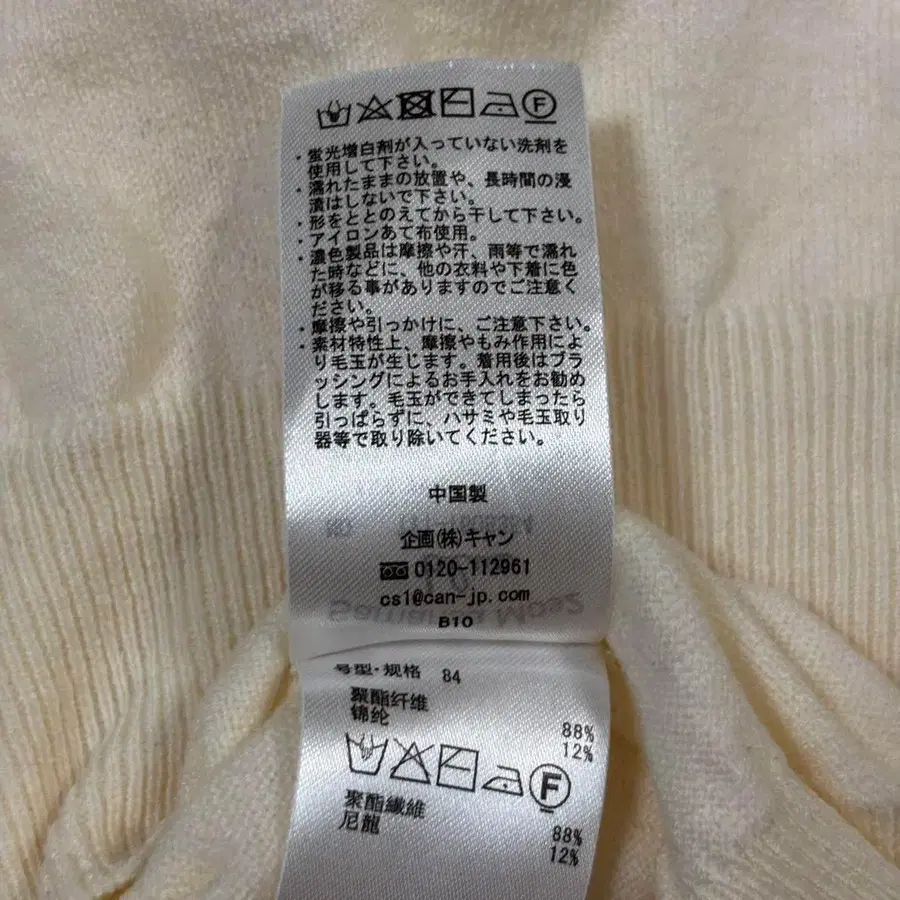 ・蛍光増白剤が入っていない洗剤を
使用して下さい。
・濡れたままの放置や、長時間の浸
漬はしないで下さい。
・形をととのえてから干して下さい。
・アイロンあて布使用。
・濃色製品は摩擦や汗、雨等で濡れ
た時などに、他の衣料や下着に色
が移る事がありますのでご注意く
ださい。
・摩擦や引っかけに、ご注意下さい。
・素材特性上、摩擦やもみ作用によ
り毛玉が生じます。着用後はブラ
ッシングによるお手入れをお勧め
します。毛玉ができてしまったら
引っぱらずに、ハサミや毛玉取り
器等で取り除いてください。
中国製
企画(株)キャン
0120-112961
cs1@can-jp.com
B10
号型·规格 84
聚酯纤维 88%
锦纶 12%
F
聚酯纖維 88%
尼龍 12%